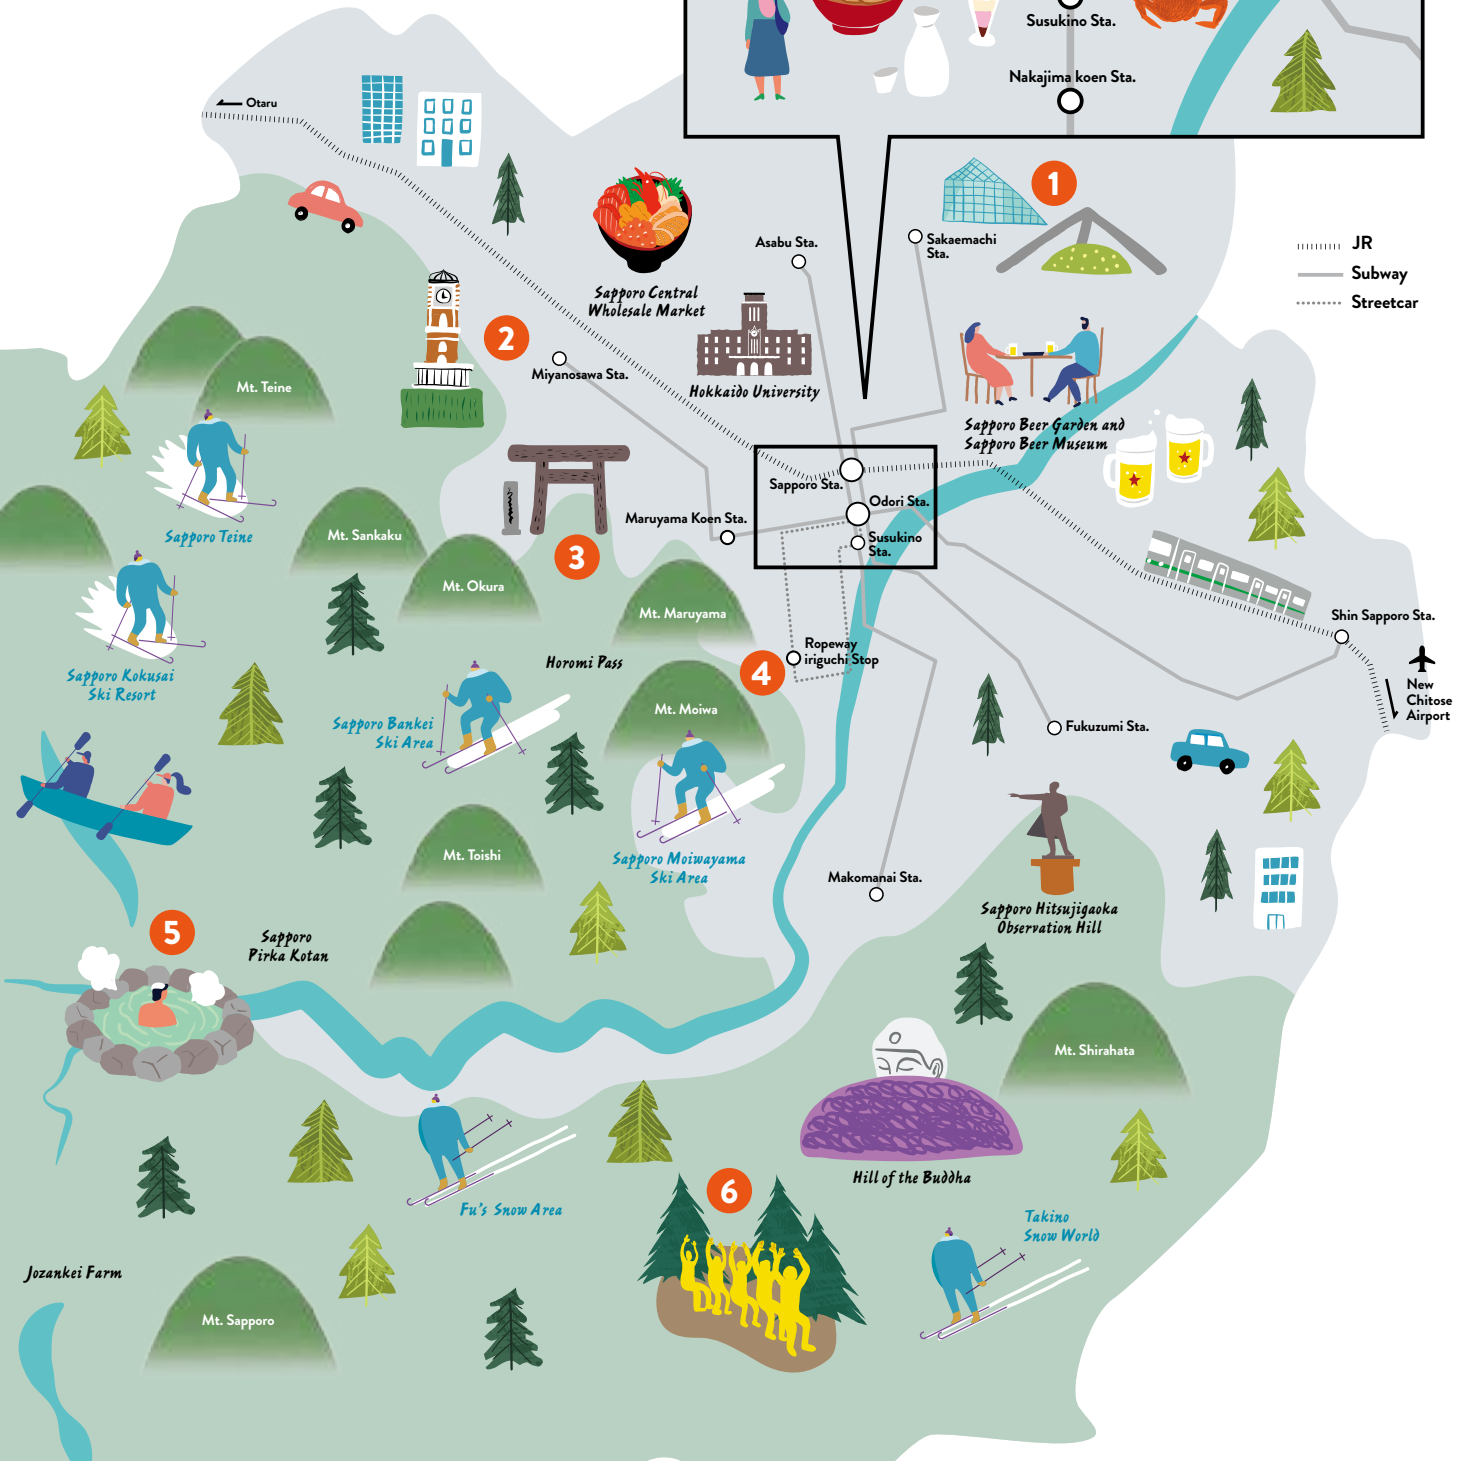 Susukino Sta.
Nakajima koen Sta.
Otaru
1
Asabu Sta.
Sakaemachi
Sta.
JR
Subway
Streetcar
Sapporo Central
Wholesale Market
2
Miyanosawa Sta.
Hokkaido University
Mt. Teine
Sapporo Beer Garden and
Sapporo Beer Museum
Sapporo Sta.
Odori Sta.
Susukino
Sta.
Maruyama Koen Sta.
Sapporo Teine
Mt. Sankaku
3
Mt. Okura
Mt. Maruyama
Shin Sapporo Sta.
Ropeway
iriguchi Stop
4
Horomi Pass
Sapporo Kokusai
Ski Resort
New
Chitose
Airport
Mt. Moiwa
Sapporo Bankei
Ski Area
Fukuzumi Sta.
Mt. Toishi
Sapporo Moiwayama
Ski Area
Makomanai Sta.
Sapporo Hitsujigaoka
Observation Hill
5
Sapporo
Pirka Kotan
Mt. Shirahata
Hill of the Buddha
6
Fu's Snow Area
Takino
Snow World
Jozankei Farm
Mt. Sapporo